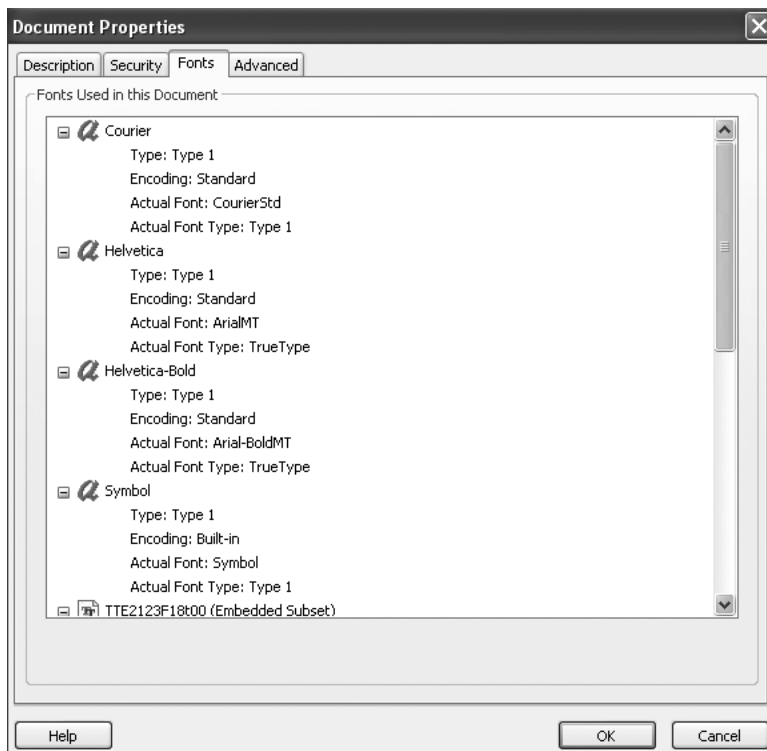 Document Properties
Description Security Fonts Advanced
Fonts Used in this Document
Courier
Type: Type 1
Encoding: Standard
Actual Font: CourierStd
Actual Font Type: Type 1
Helvetica
Type: Type 1
Encoding: Standard
Actual Font: ArialMT
Actual Font Type: TrueType
Helvetica-Bold
Type: Type 1
Encoding: Standard
Actual Font: Arial-BoldMT
Actual Font Type: TrueType
Symbol
Type: Type 1
Encoding: Built-in
Actual Font: Symbol
Actual Font Type: Type 1
TTE2123F18t00 (Embedded Subset)
Help OK Cancel